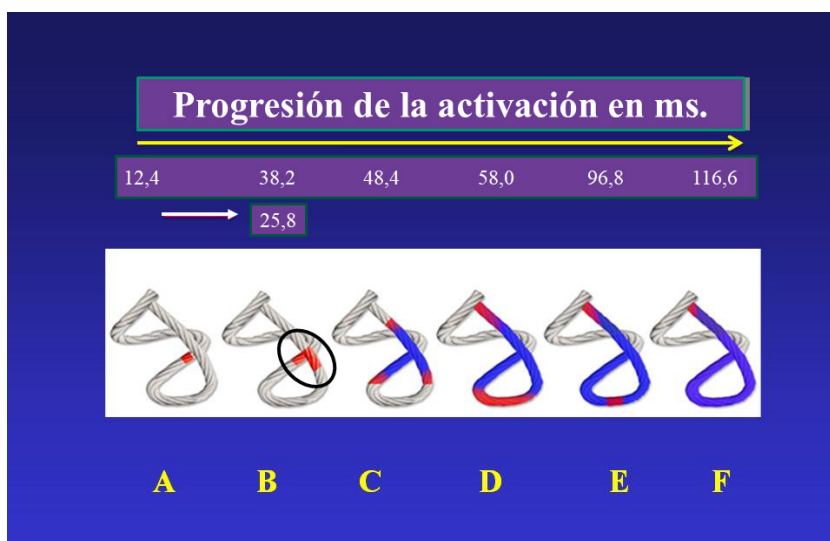 Progresión de la activación en ms.
12,4 38,2 48,4 58,0 96,8 116,6
25,8
A B C D E F